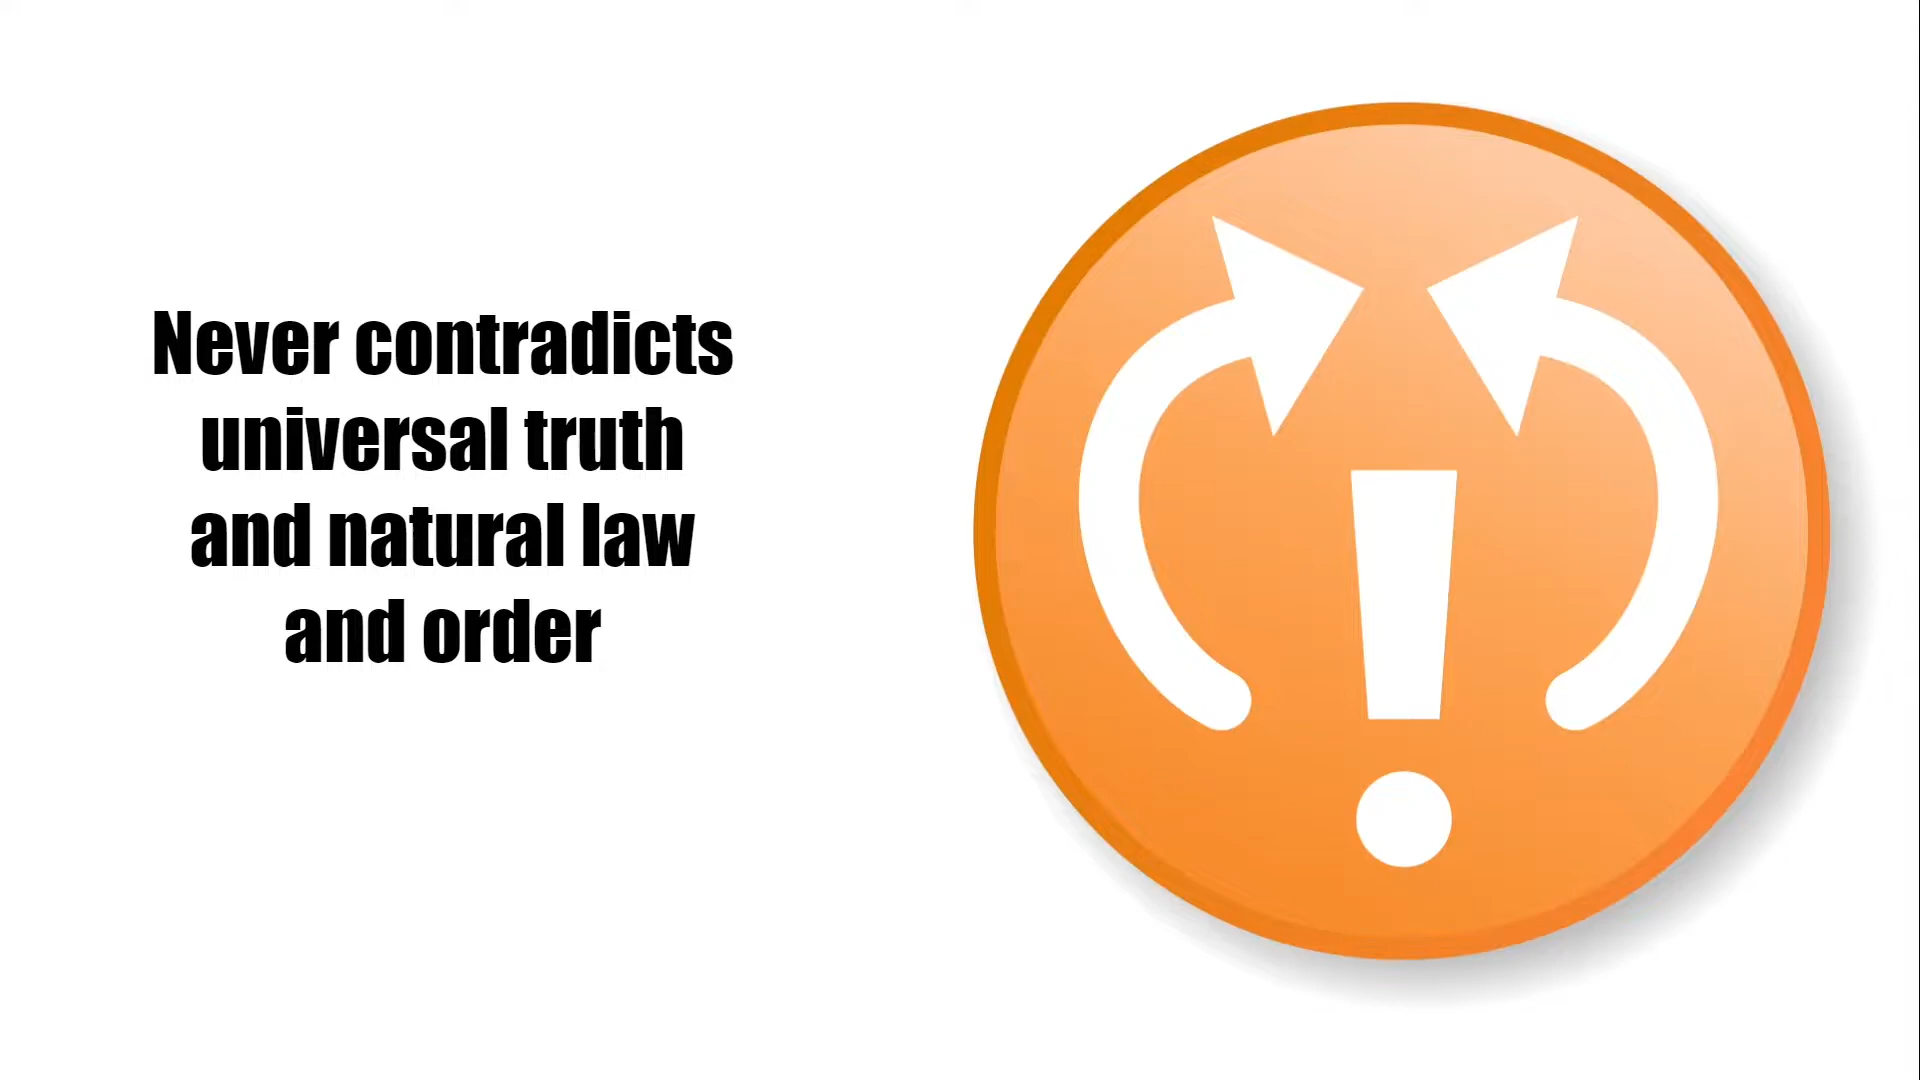 Never contradicts
universal truth
and natural law
and order